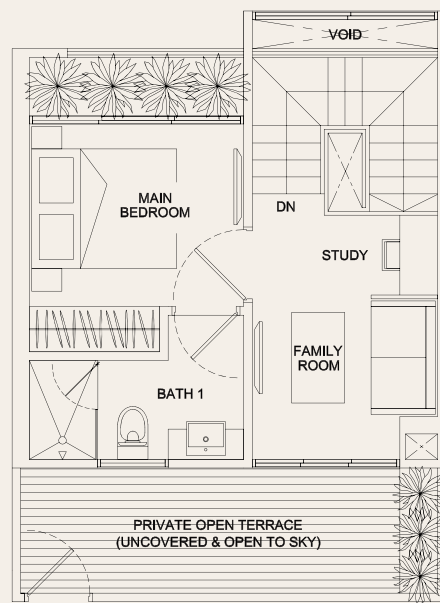 VOID
MAIN
BEDROOM
DN
STUDY
FAMILY
ROOM
BATH 1
PRIVATE OPEN TERRACE
(UNCOVERED & OPEN TO SKY)